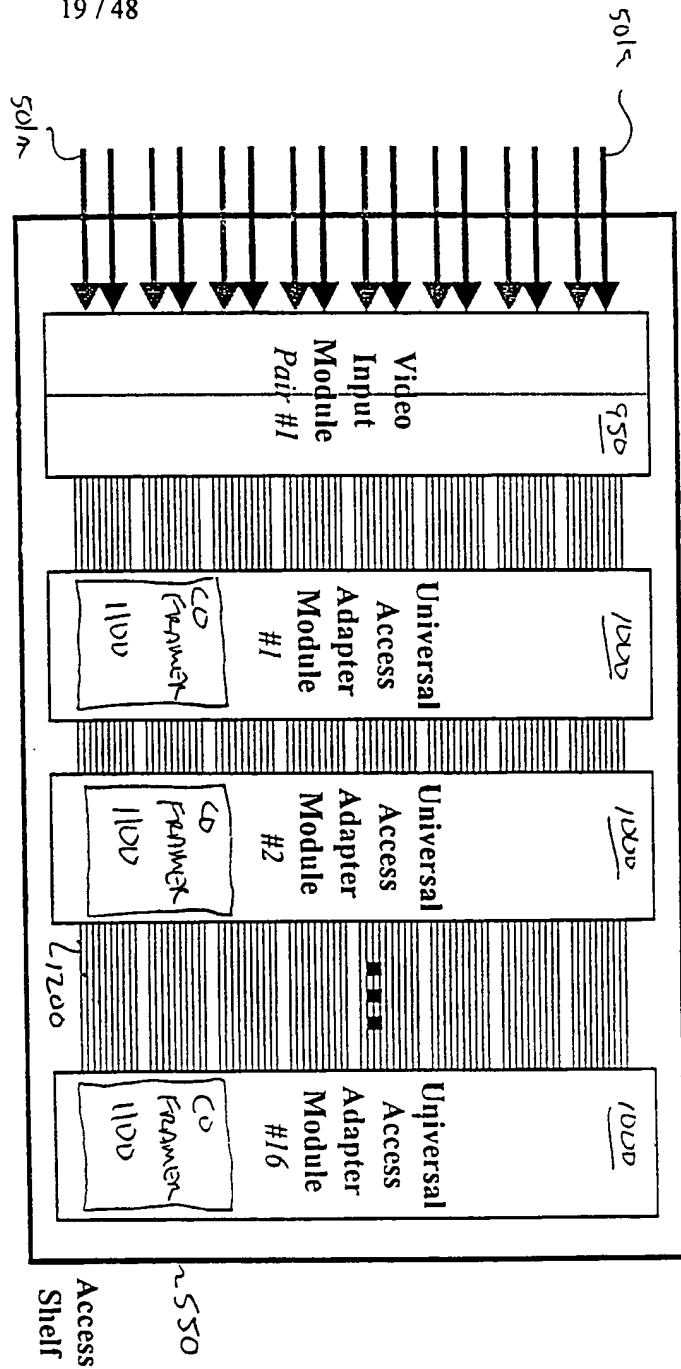 19 / 48
501a
501n
Video
Input
Module
Pair #1
950
1000
Universal
Access
Adapter
Module
#1
CO
FRAMER
1100
1000
Universal
Access
Adapter
Module
#2
CO
FRAMER
1100
1200
1000
Universal
Access
Adapter
Module
#16
CO
FRAMER
1100
550
Access
Shelf